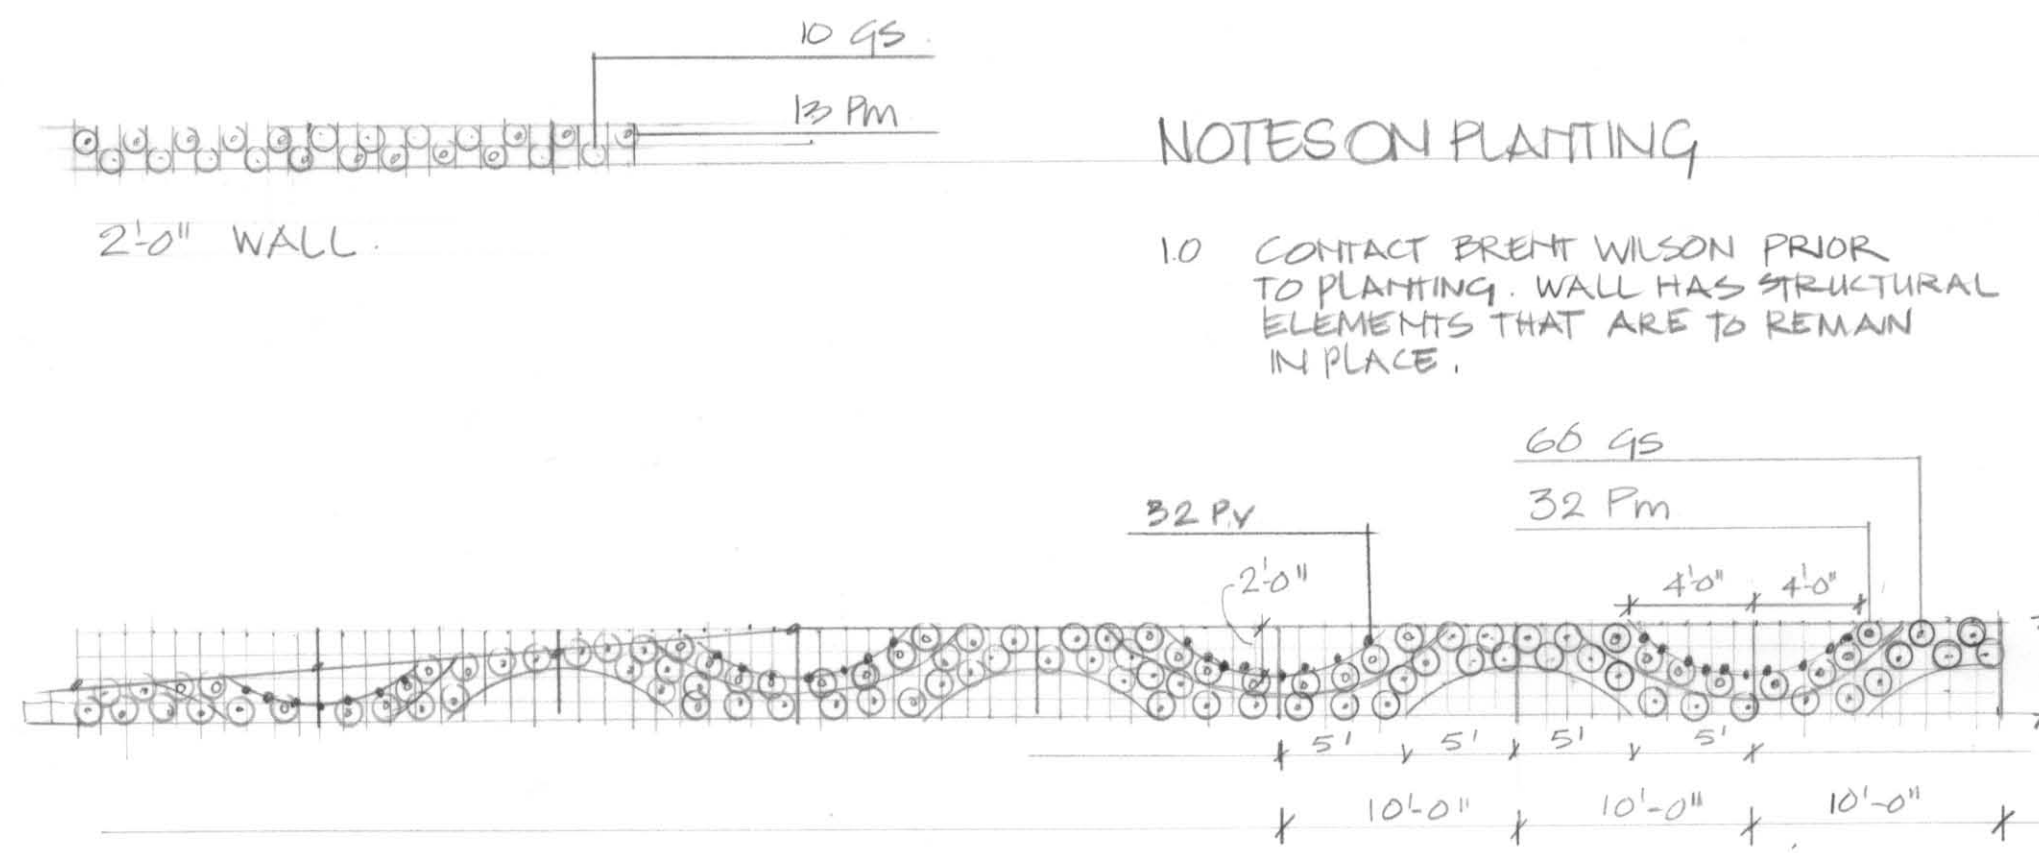 10 GS
13 Pm
NOTES ON PLANTING
2'-0" WALL.
1.0 CONTACT BRENT WILSON PRIOR
TO PLANTING. WALL HAS STRUCTURAL
ELEMENTS THAT ARE TO REMAIN
IN PLACE.
32 Pv
2'-0"
GS
32 Pm
4'-0" 4'-0"
5' 5' 5' 5'
10'-0" 10'-0" 10'-0"